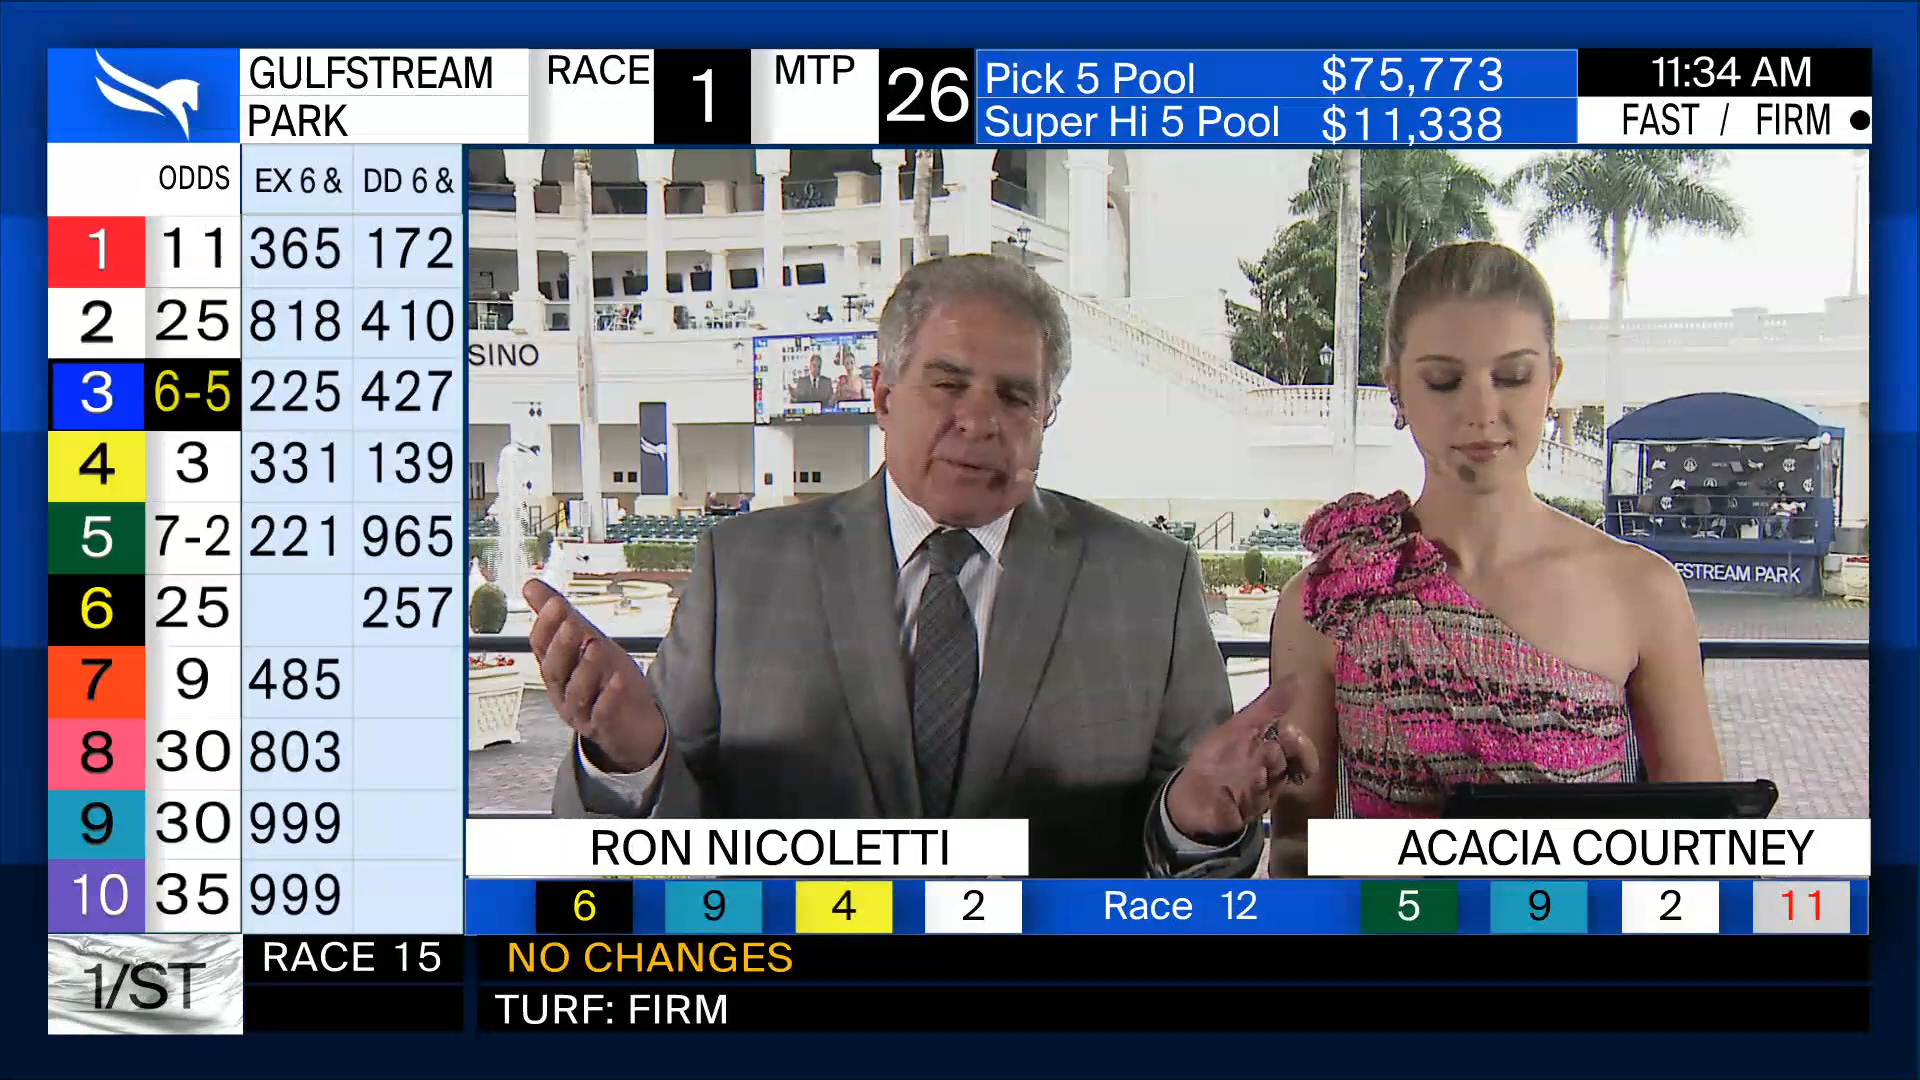 GULFSTREAM
PARK
RACE 1 MTP 26
Pick 5 Pool $75,773
Super Hi 5 Pool $11,338
11:34 AM
FAST / FIRM
ODDS EX 6 & DD 6 &
1 11 365 172
2 25 818 410
3 6-5 225 427
4 3 331 139
5 7-2 221 965
6 25 257
7 9 485
8 30 803
9 30 999
10 35 999
SINO
FSTREAM PARK
RON NICOLETTI
ACACIA COURTNEY
6 9 4 2 Race 12 5 9 2 11
1/ST
RACE 15 NO CHANGES
TURF: FIRM